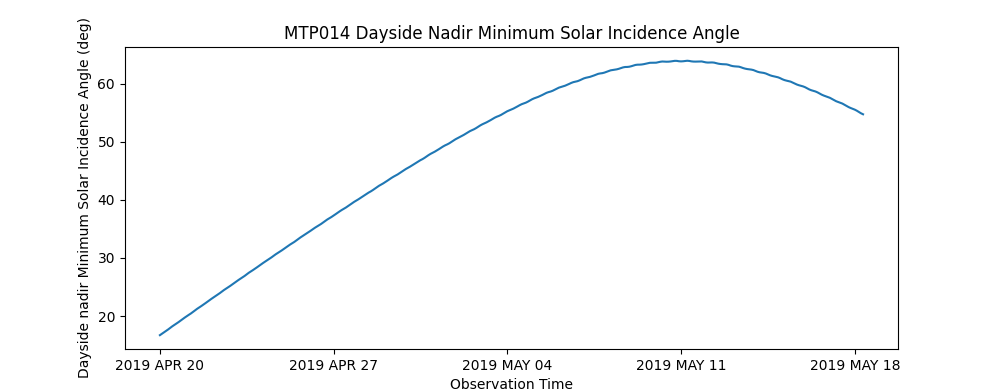 MTP014 Dayside Nadir Minimum Solar Incidence Angle
Dayside nadir Minimum Solar Incidence Angle (deg)
60
50
40
30
20
2019 APR 20
2019 APR 27
2019 MAY 04
2019 MAY 11
2019 MAY 18
Observation Time